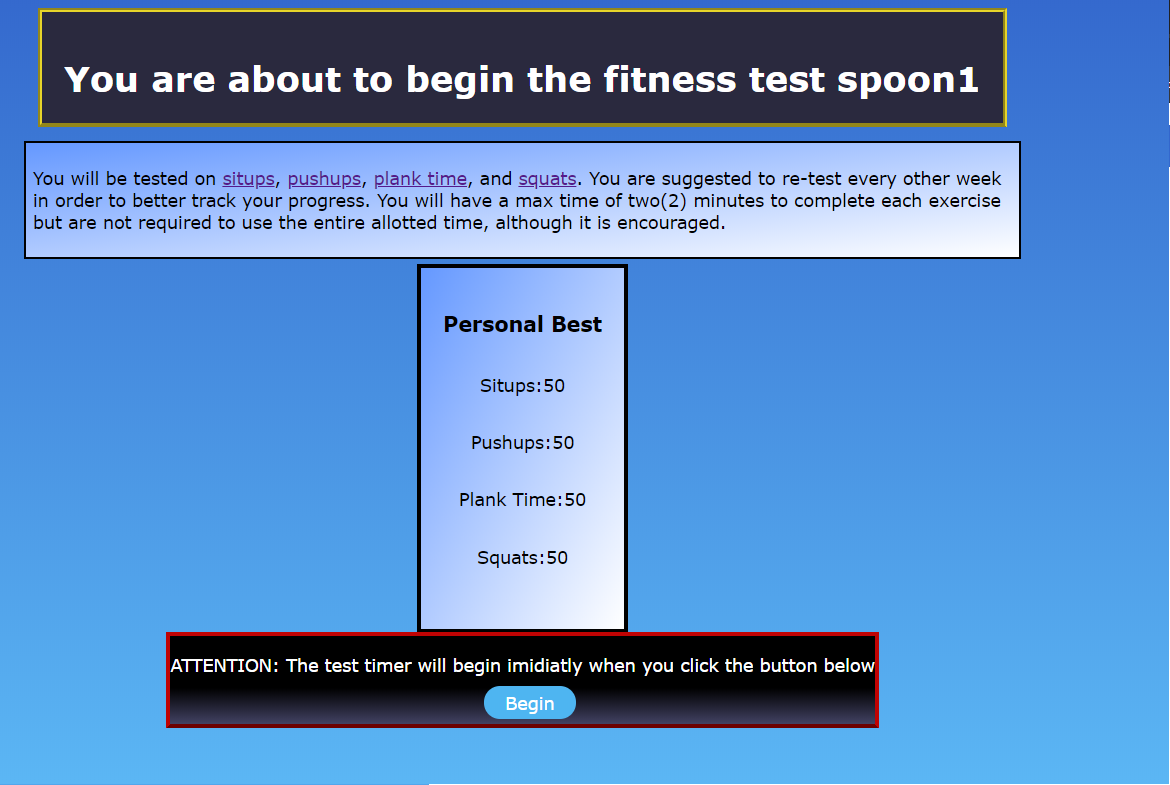 You are about to begin the fitness test spoon1
You will be tested on situps, pushups, plank time, and squats. You are suggested to re-test every other week
in order to better track your progress. You will have a max time of two(2) minutes to complete each exercise
but are not required to use the entire allotted time, although it is encouraged.
Personal Best
Situps:50
Pushups:50
Plank Time:50
Squats:50
ATTENTION: The test timer will begin imidiatly when you click the button below
Begin